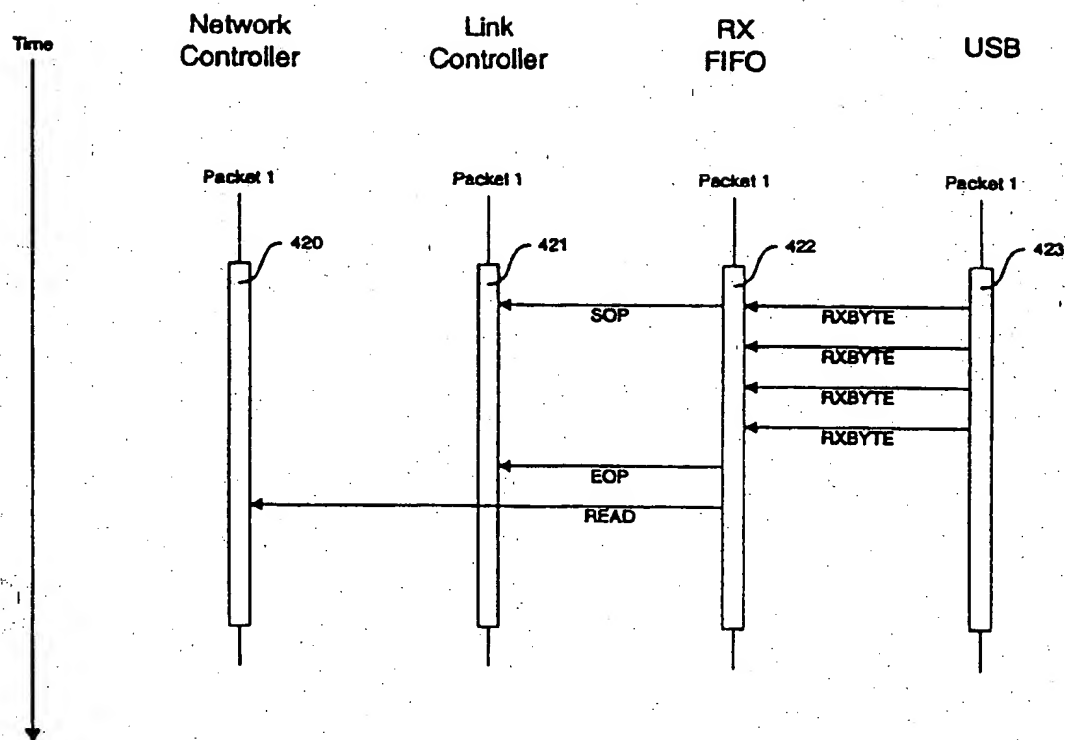 Time
Network
Controller
Link
Controller
RX
FIFO
USB
Packet 1
Packet 1
Packet 1
Packet 1
420
421
422
423
SOP
RXBYTE
RXBYTE
RXBYTE
RXBYTE
EOP
READ